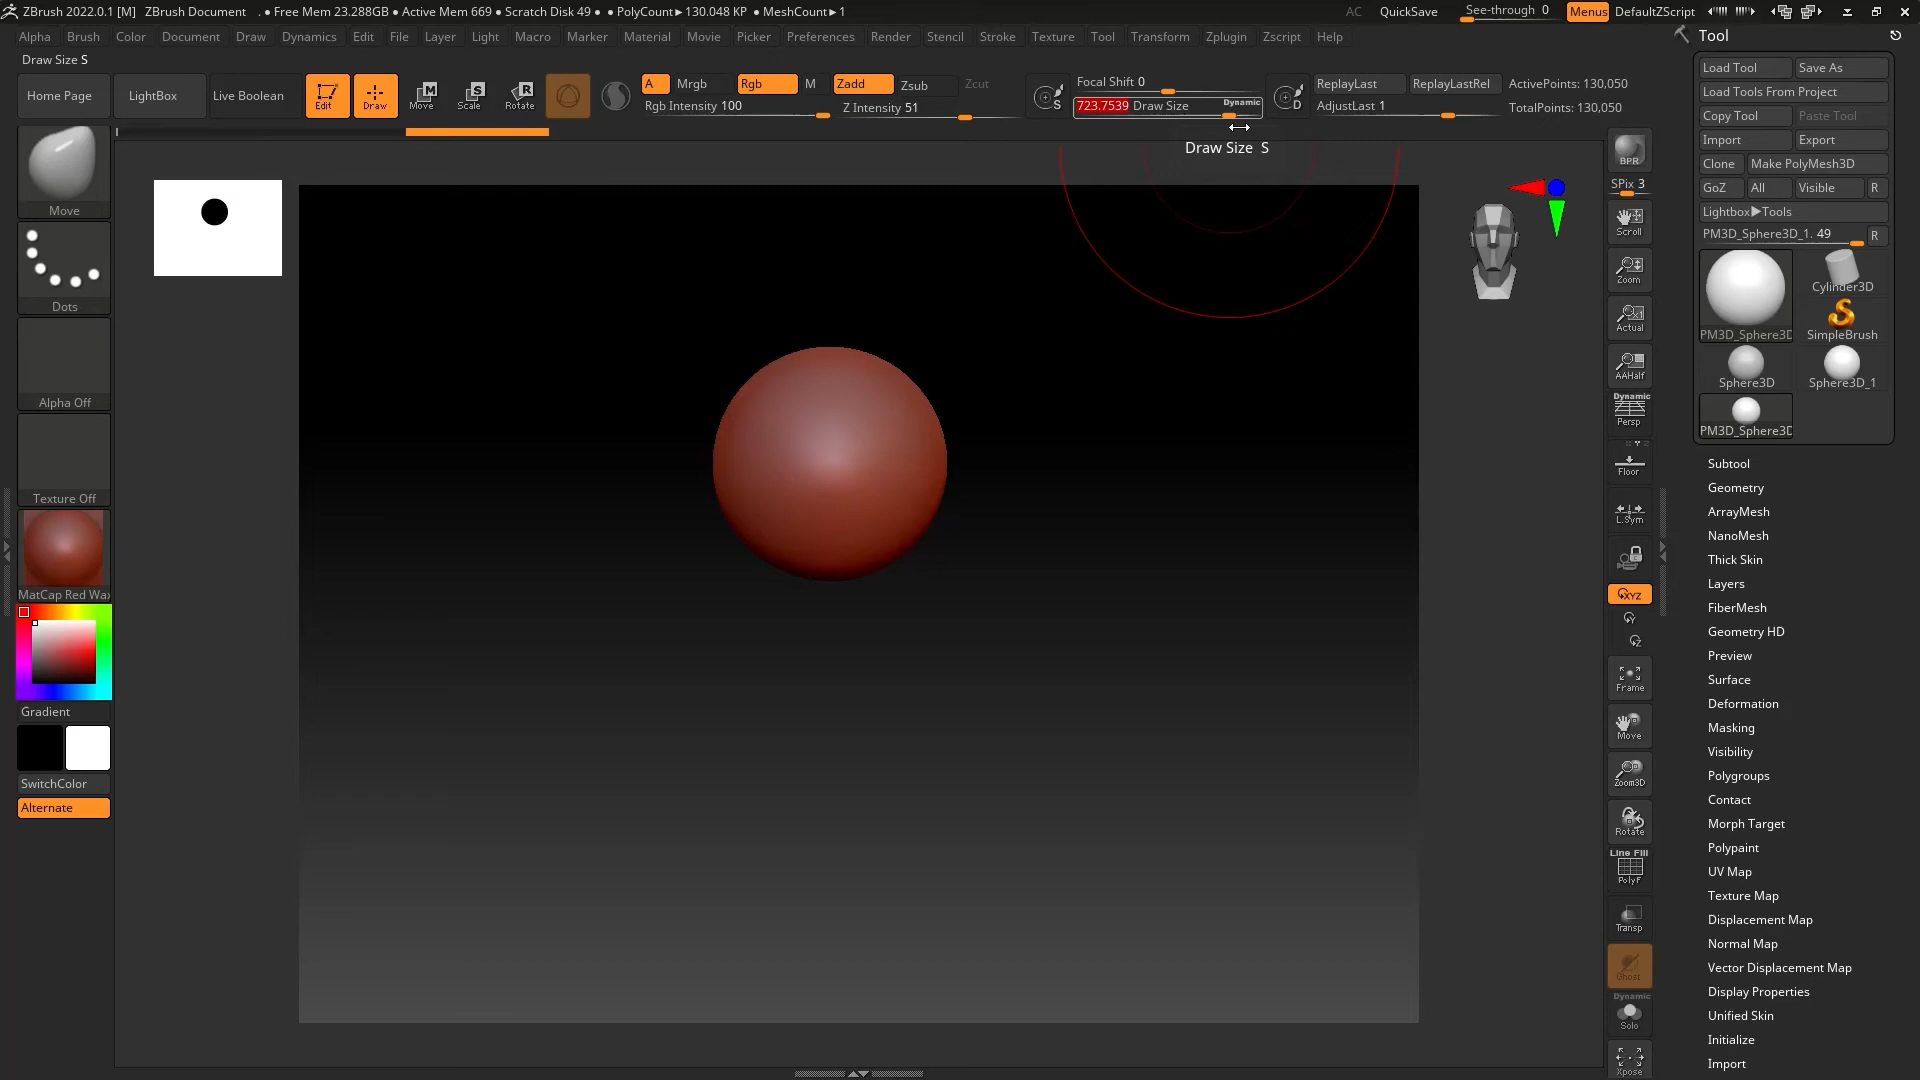 ZBrush 2022.0.1 [M] ZBrush Document . • Free Mem 23.288GB • Active Mem 669 • Scratch Disk 49 • • PolyCount► 130.048 KP • MeshCount► 1 AC QuickSave See-through 0 Menus DefaultZScript
Alpha Brush Color Document Draw Dynamics Edit File Layer Light Macro Marker Material Movie Picker Preferences Render Stencil Stroke Texture Tool Transform Zplugin Zscript Help
Draw Size S
Home Page LightBox Live Boolean Edit Draw Move Scale Rotate
M S R
A Mrgb Rgb M Zadd Zsub Zcut
Rgb Intensity 100 Z Intensity 51
S Focal Shift 0
723.7539 Draw Size Dynamic
D ReplayLast ReplayLastRel ActivePoints: 130,050
AdjustLast 1 TotalPoints: 130,050
Draw Size S
Move
Dots
Alpha Off
Texture Off
MatCap Red Wax
Gradient
SwitchColor
Alternate
BPR
SPix 3
Scroll
Zoom
Actual
AAHalf
Dynamic
Persp
Floor
L.Sym
XYZ
Y
Z
Frame
Move
Zoom3D
Rotate
Line Fill
PolyF
Transp
Ghost
Dynamic
Solo
Xpose
Tool
Load Tool Save As
Load Tools From Project
Copy Tool Paste Tool
Import Export
Clone Make PolyMesh3D
GoZ All Visible R
Lightbox►Tools
PM3D_Sphere3D_1. 49 R
Cylinder3D
PM3D_Sphere3D SimpleBrush
Sphere3D Sphere3D_1
PM3D_Sphere3D
Subtool
Geometry
ArrayMesh
NanoMesh
Thick Skin
Layers
FiberMesh
Geometry HD
Preview
Surface
Deformation
Masking
Visibility
Polygroups
Contact
Morph Target
Polypaint
UV Map
Texture Map
Displacement Map
Normal Map
Vector Displacement Map
Display Properties
Unified Skin
Initialize
Import